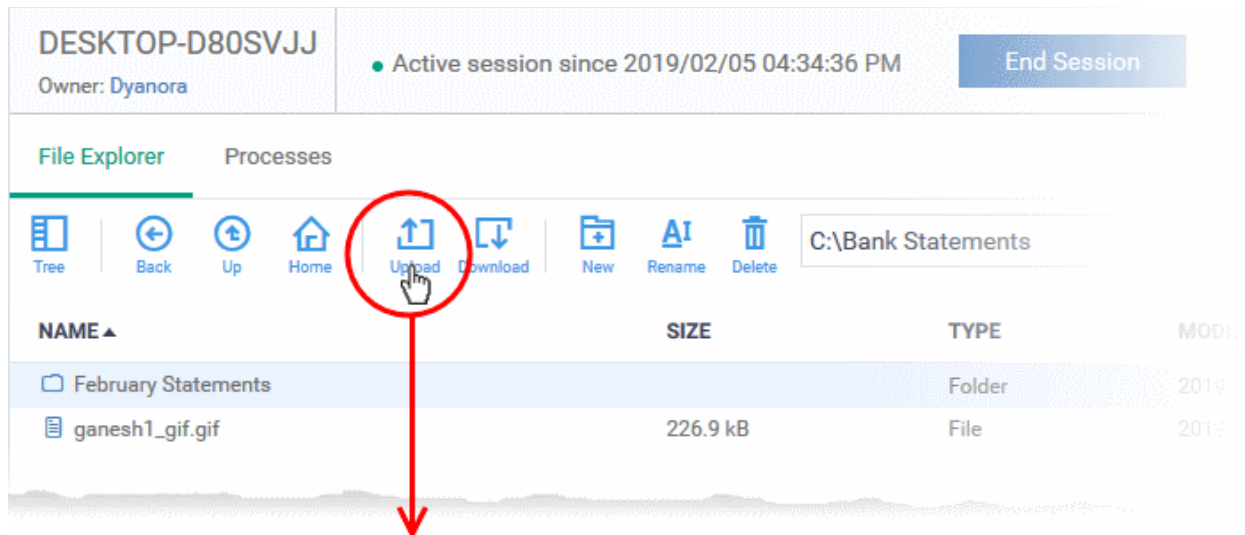 DESKTOP-D80SVJJ
Owner: Dyanora
Active session since 2019/02/05 04:34:36 PM
End Session
File Explorer Processes
Tree Back Up Home Upload Download New Rename Delete
C:\Bank Statements
NAME SIZE TYPE
February Statements Folder 2019
ganesh1_gif.gif 226.9 kB File 2019